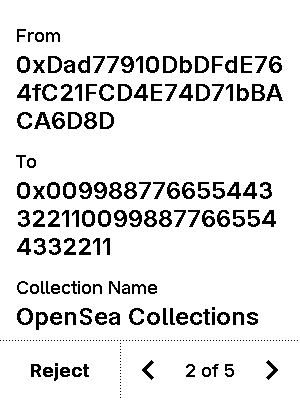 From
0xDad77910DbDFdE76
4fC21FCD4E74D71bBA
CA6D8D
To
0x009988776655443
322110099887766554
4332211
Collection Name
OpenSea Collections
Reject
2 of 5